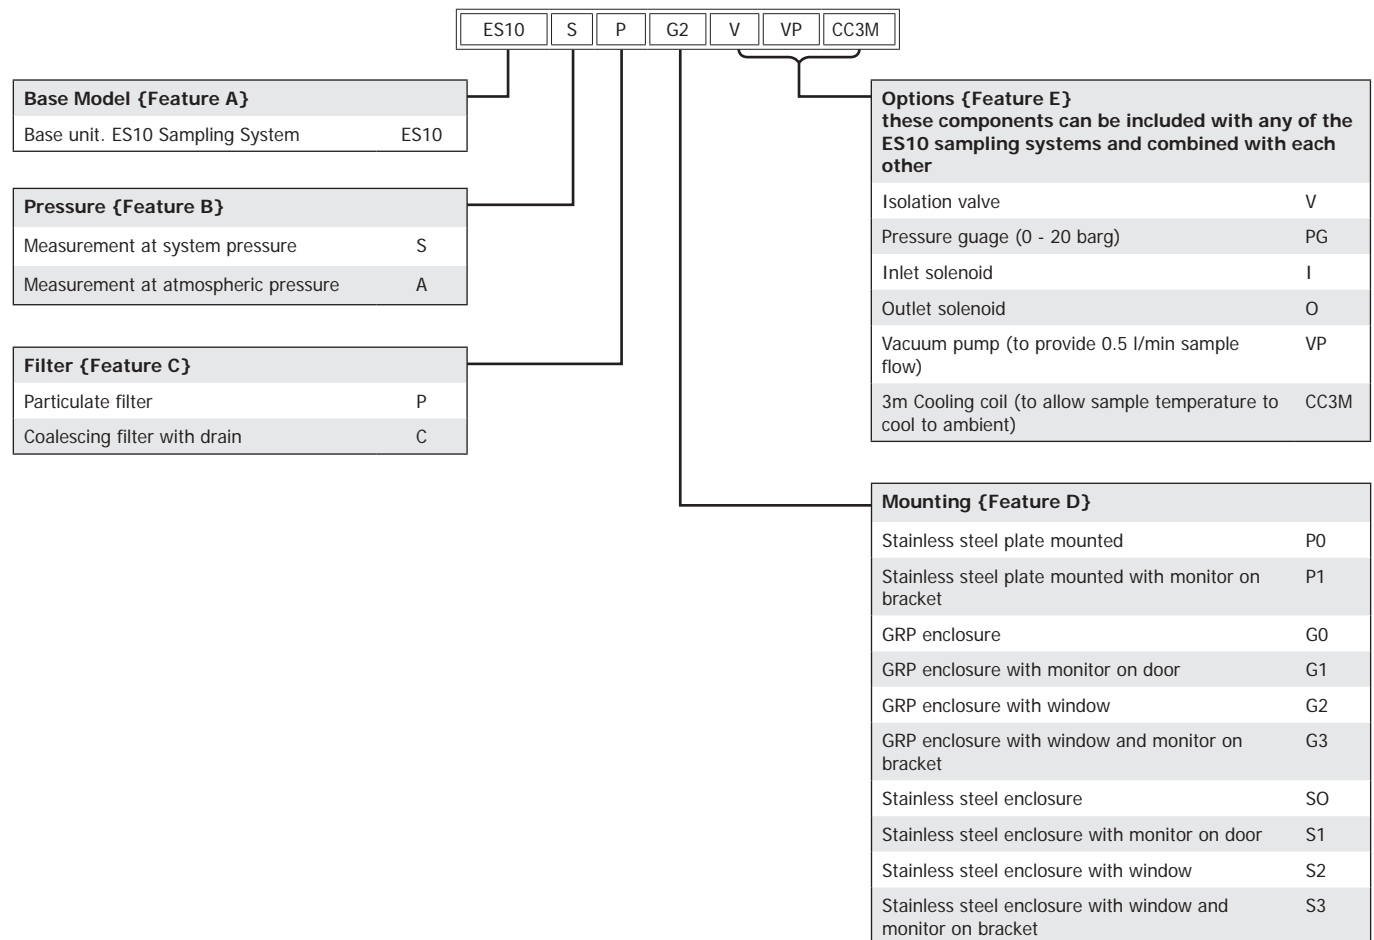 ES10 S P G2 V VP CC3M
Base Model {Feature A}
Base unit. ES10 Sampling System ES10
Pressure {Feature B}
Measurement at system pressure S
Measurement at atmospheric pressure A
Filter {Feature C}
Particulate filter P
Coalescing filter with drain C
Options {Feature E}
these components can be included with any of the
ES10 sampling systems and combined with each
other
Isolation valve V
Pressure guage (0 - 20 barg) PG
Inlet solenoid I
Outlet solenoid O
Vacuum pump (to provide 0.5 l/min sample VP
flow)
3m Cooling coil (to allow sample temperature to CC3M
cool to ambient)
Mounting {Feature D}
Stainless steel plate mounted P0
Stainless steel plate mounted with monitor on P1
bracket
GRP enclosure G0
GRP enclosure with monitor on door G1
GRP enclosure with window G2
GRP enclosure with window and monitor on G3
bracket
Stainless steel enclosure SO
Stainless steel enclosure with monitor on door S1
Stainless steel enclosure with window S2
Stainless steel enclosure with window and S3
monitor on bracket